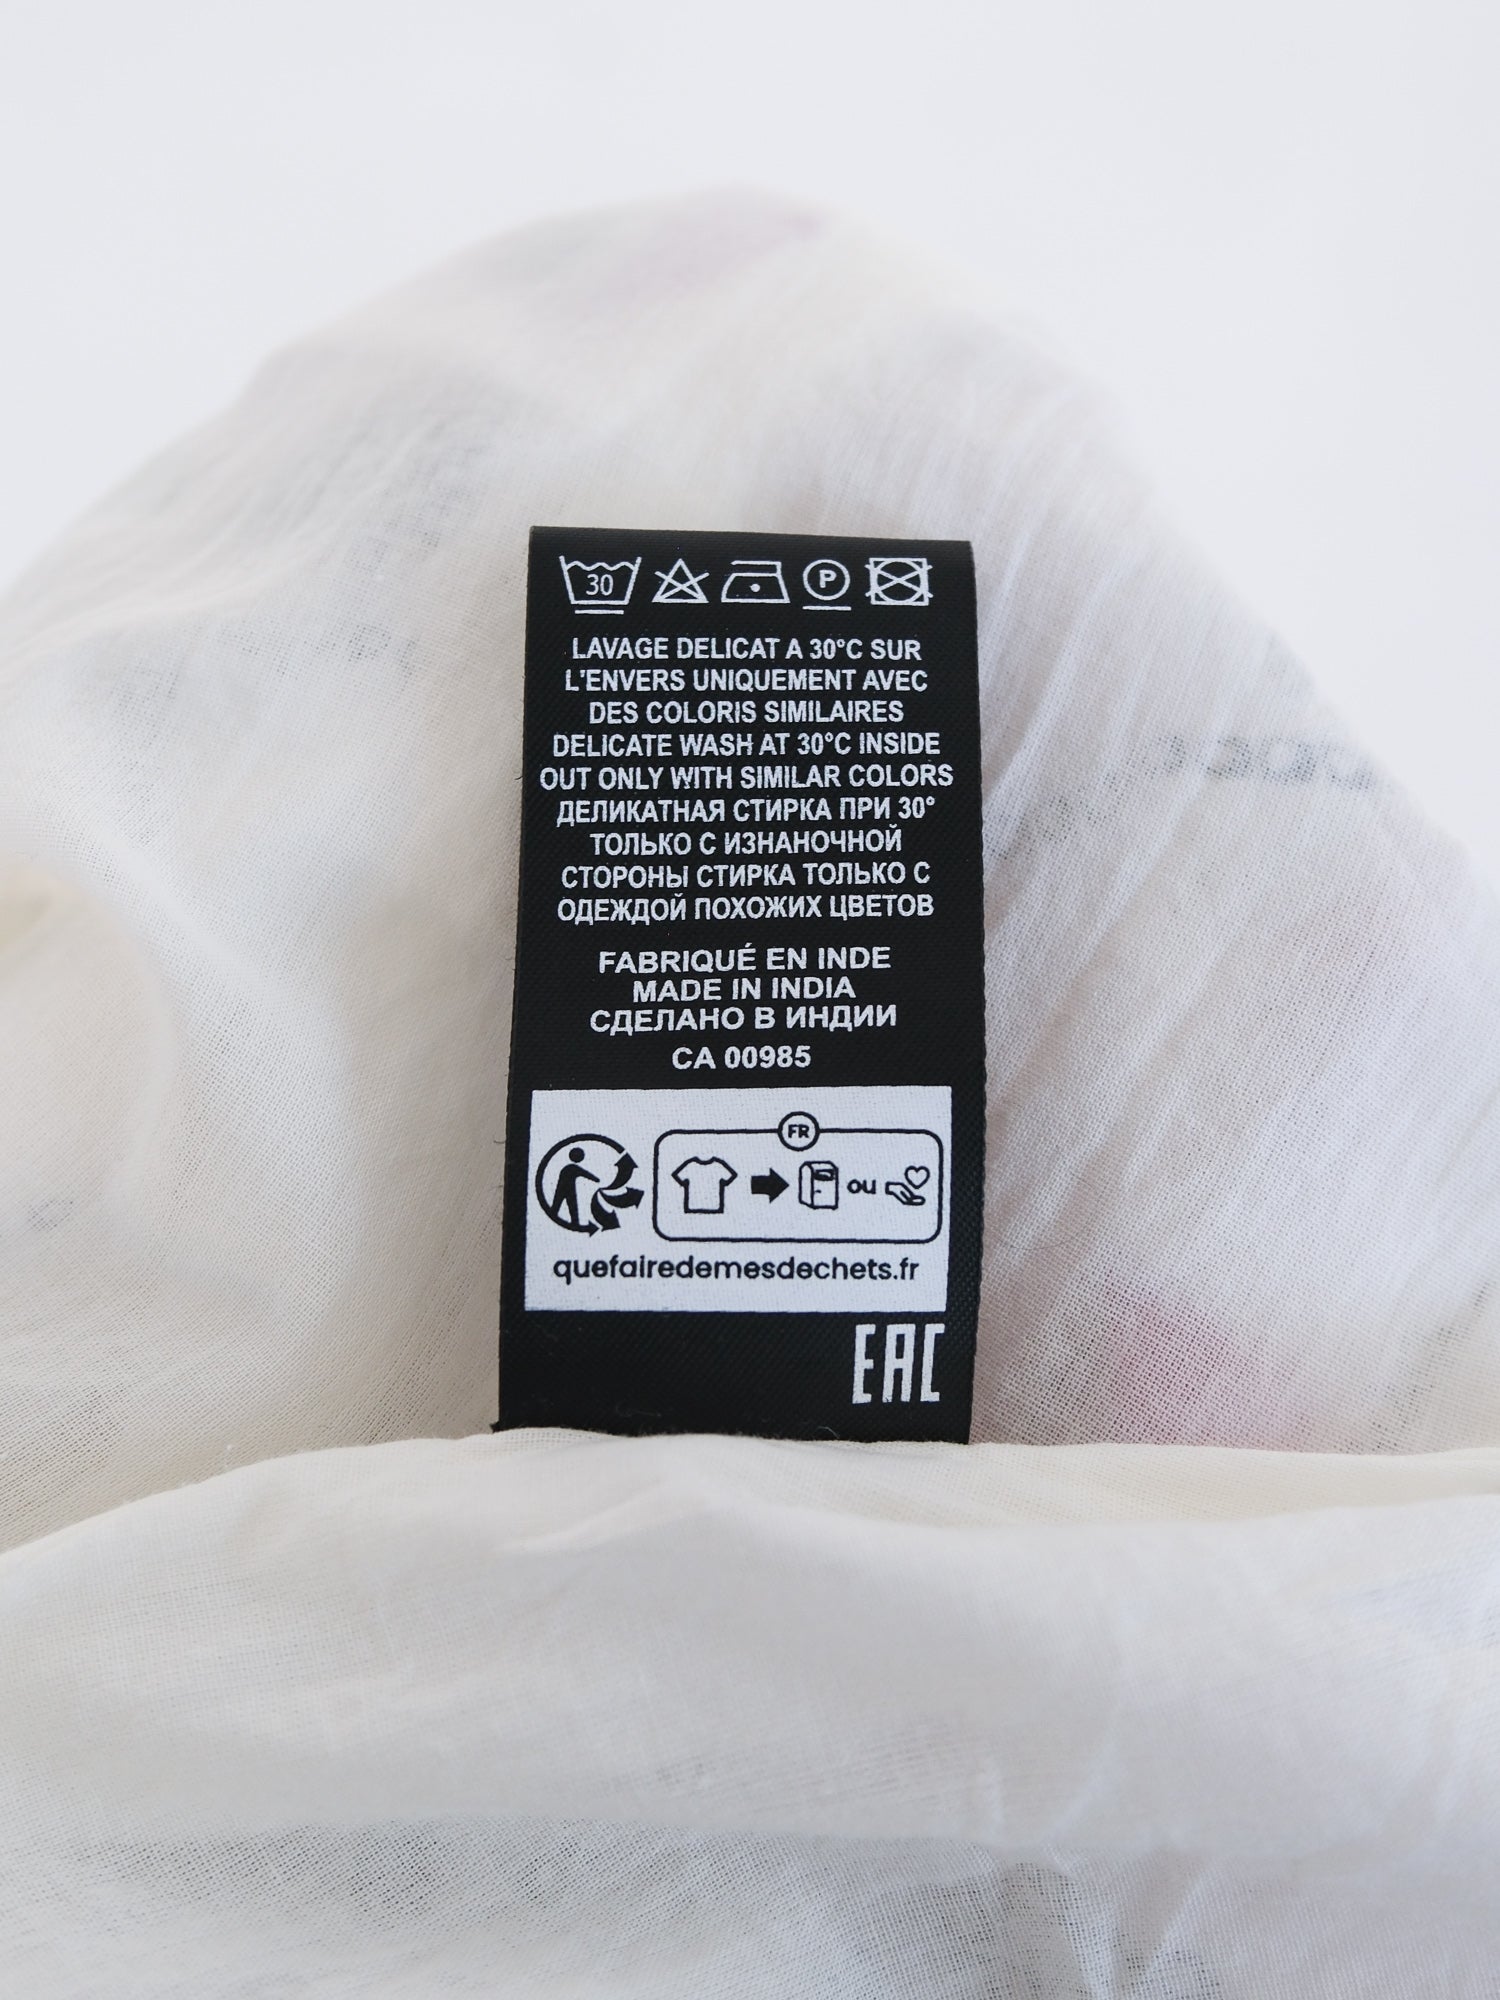 30
P
LAVAGE DELICAT A 30°C SUR
L'ENVERS UNIQUEMENT AVEC
DES COLORIS SIMILAIRES
DELICATE WASH AT 30°C INSIDE
OUT ONLY WITH SIMILAR COLORS
ДЕЛИКАТНАЯ СТИРКА ПРИ 30°
ТОЛЬКО С ИЗНАНОЧНОЙ
СТОРОНЫ СТИРКА ТОЛЬКО С
ОДЕЖДОЙ ПОХОЖИХ ЦВЕТОВ
FABRIQUÉ EN INDE
MADE IN INDIA
СДЕЛАНО В ИНДИИ
CA 00985
FR
ou
quefairedemesdechets.fr
EAC